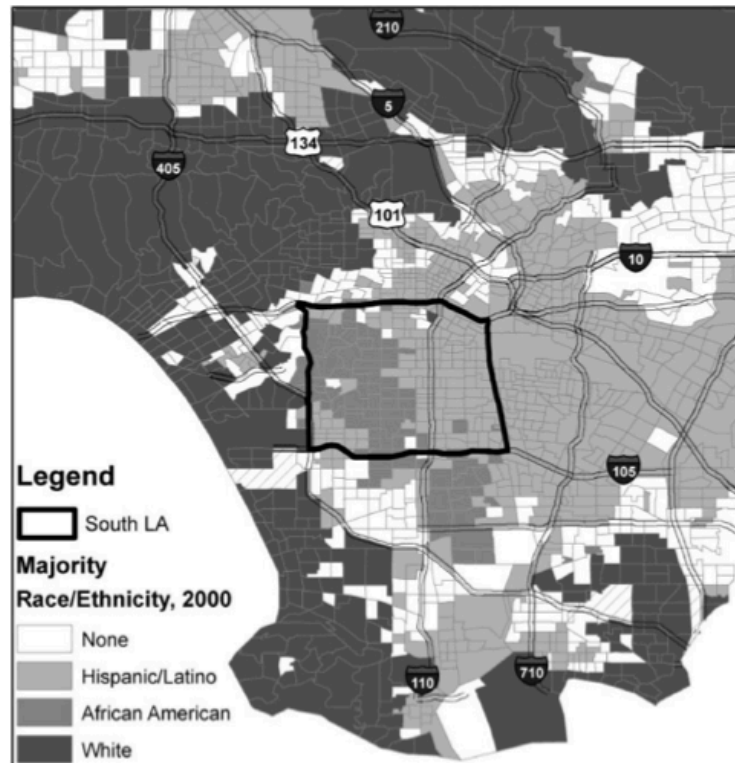 210
5
134
405
101
10
105
Legend
South LA
Majority
Race/Ethnicity, 2000
None
Hispanic/Latino
African American
White
110
710